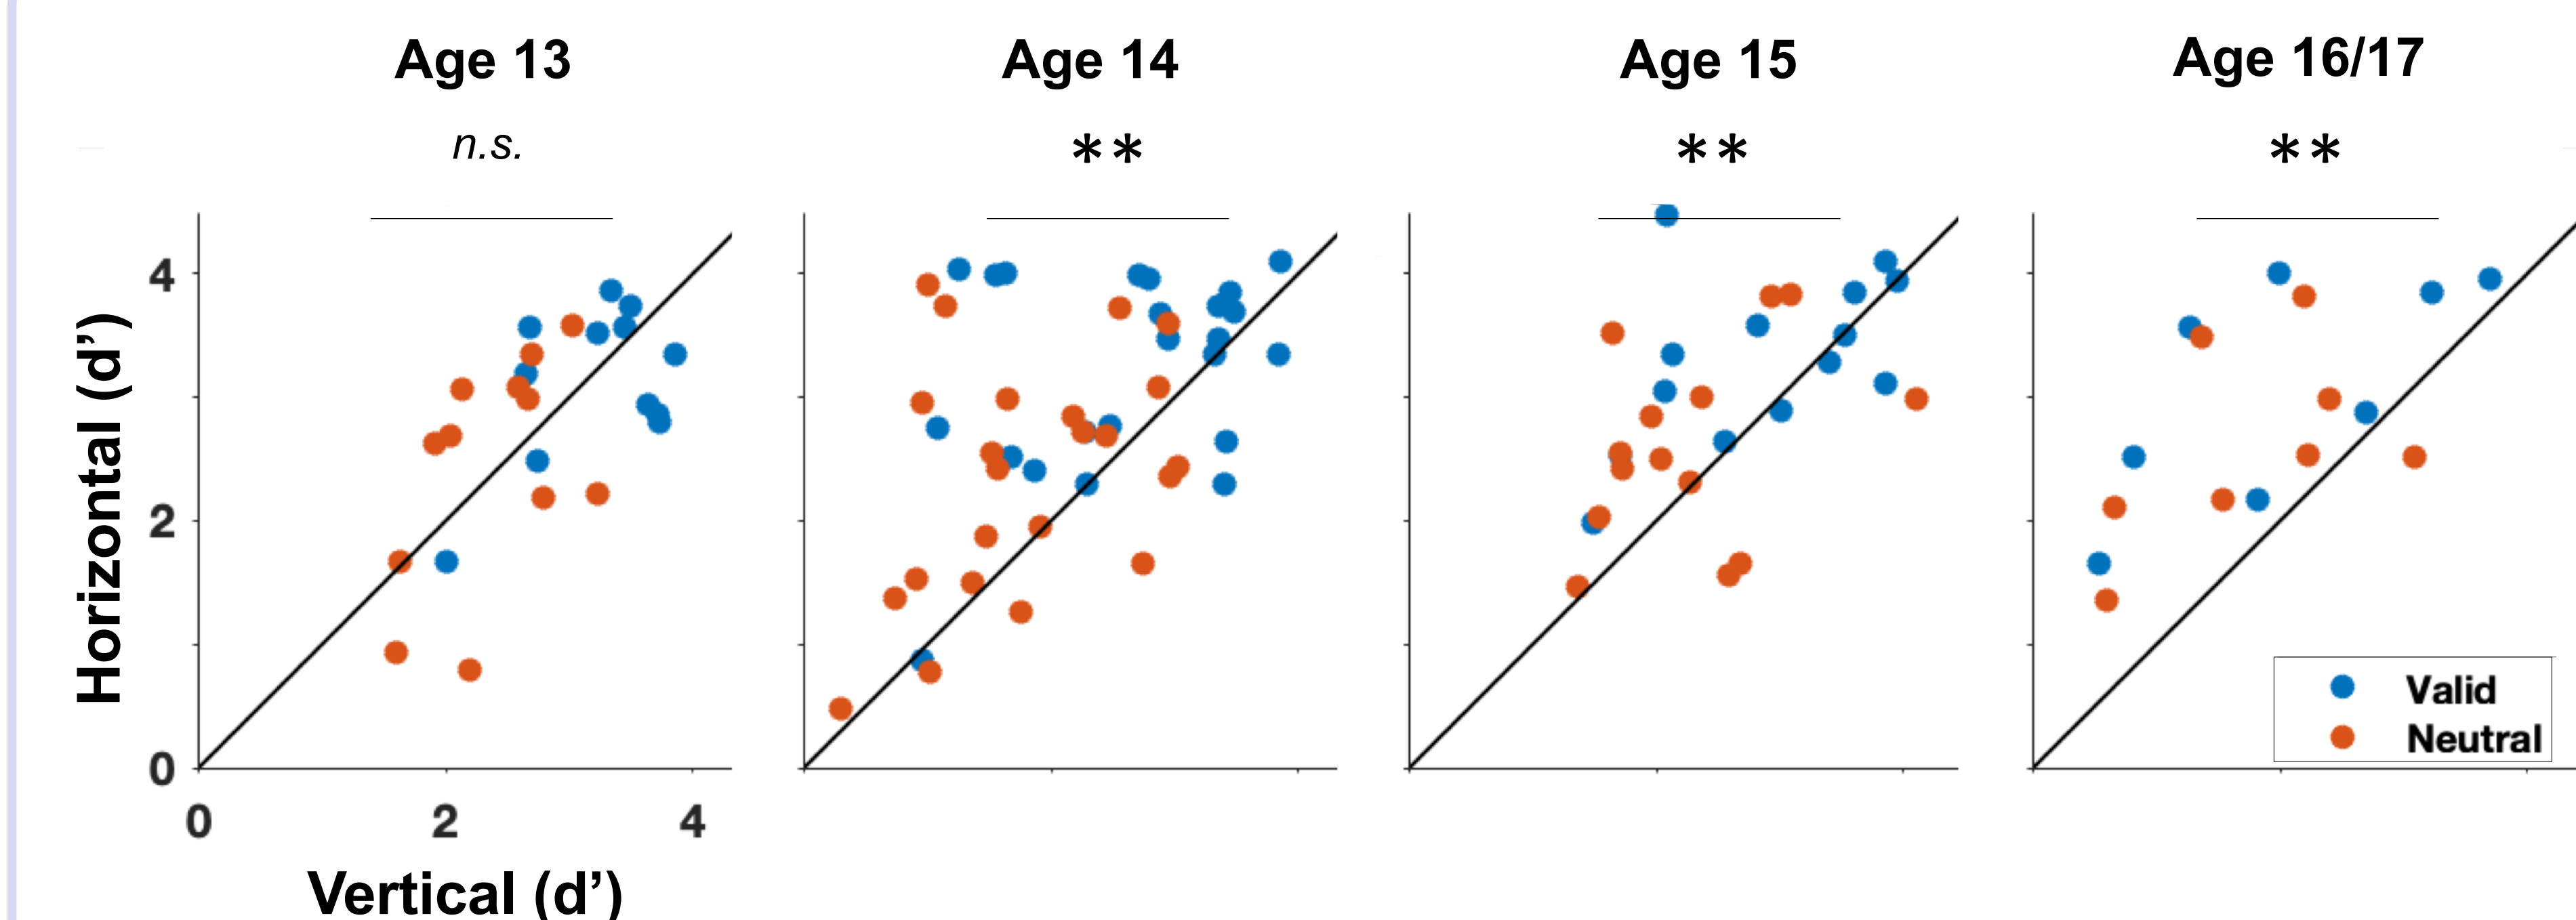 Age 13
Age 14
Age 15
Age 16/17
n.s.
**
**
**
Horizontal (d’)
4
2
0
0
2
4
Vertical (d’)
Valid
Neutral